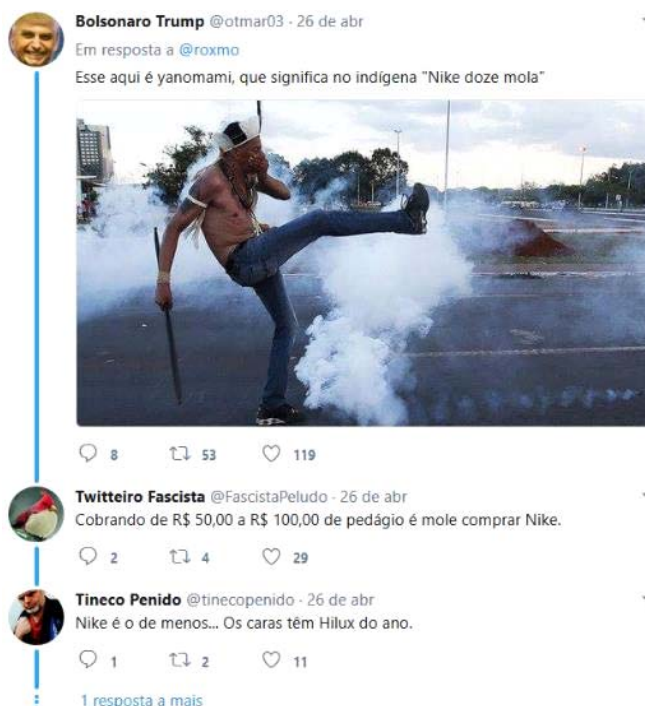 Bolsonaro Trump @otmar03 · 26 de abr
Em resposta a @roxmo
Esse aqui é yanomami, que significa no indígena "Nike doze mola"
8 53 119
Twitteiro Fascista @FascistaPeludo · 26 de abr
Cobrando de R$ 50,00 a R$ 100,00 de pedágio é mole comprar Nike.
2 4 29
Tineco Penido @tinecopenido · 26 de abr
Nike é o de menos... Os caras têm Hilux do ano.
1 2 11
1 resposta a mais